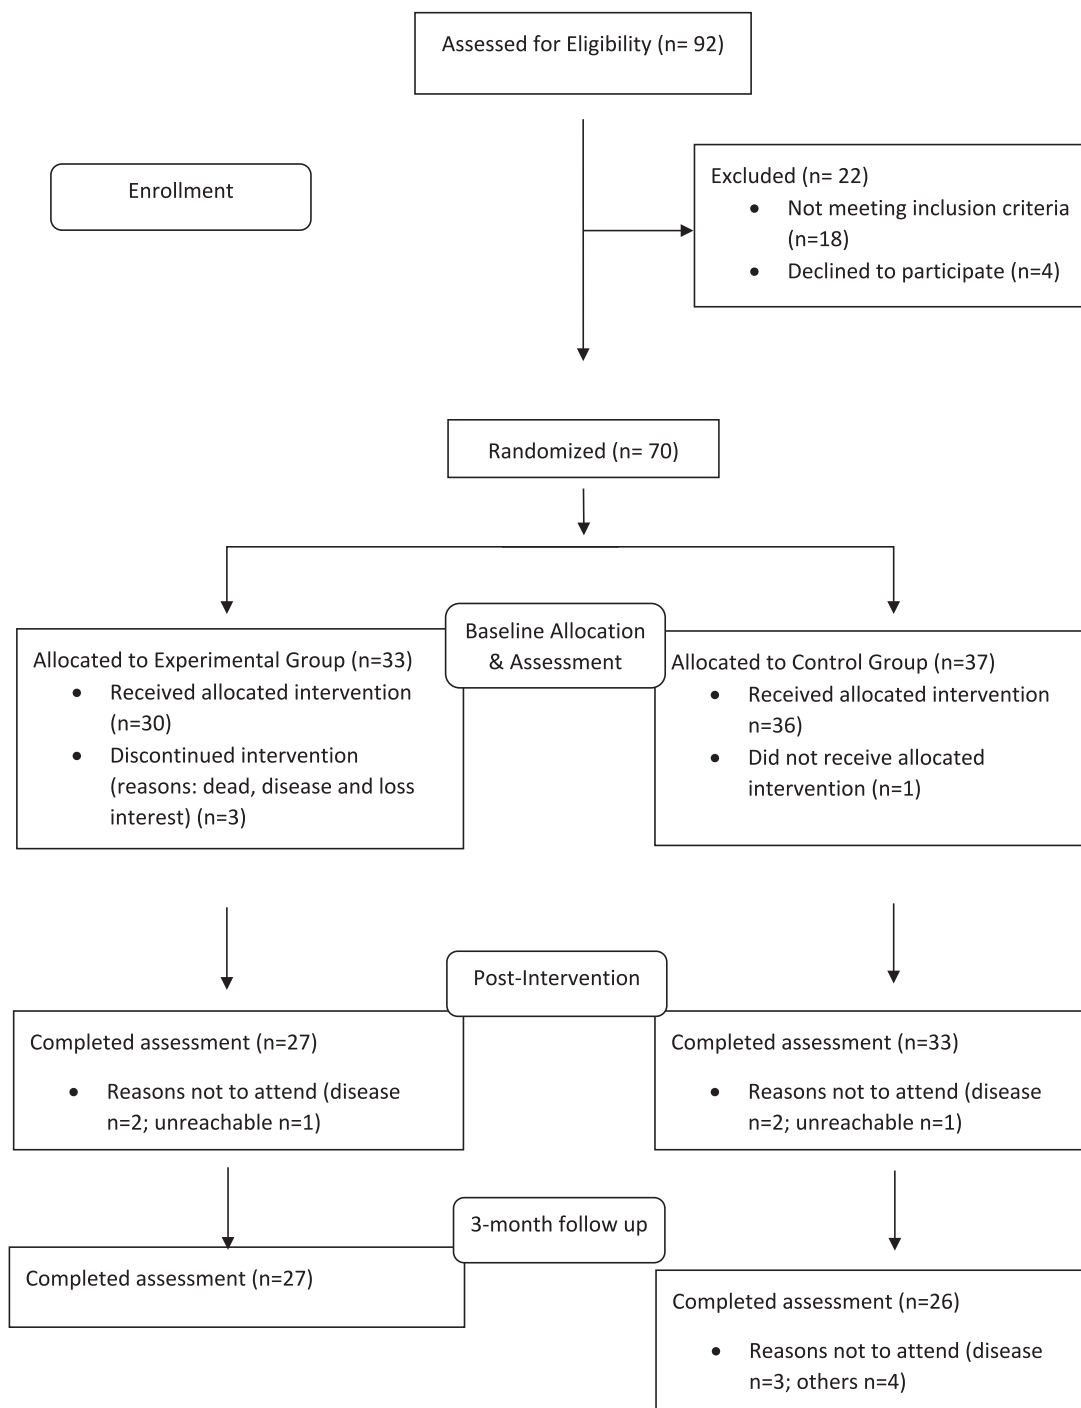 Assessed for Eligibility (n= 92)
Enrollment
Excluded (n= 22)
• Not meeting inclusion criteria
(n=18)
• Declined to participate (n=4)
Randomized (n= 70)
Baseline Allocation
& Assessment
Allocated to Experimental Group (n=33)
• Received allocated intervention
(n=30)
• Discontinued intervention
(reasons: dead, disease and loss
interest) (n=3)
Allocated to Control Group (n=37)
• Received allocated intervention
n=36)
• Did not receive allocated
intervention (n=1)
Post-Intervention
Completed assessment (n=27)
• Reasons not to attend (disease
n=2; unreachable n=1)
Completed assessment (n=33)
• Reasons not to attend (disease
n=2; unreachable n=1)
3-month follow up
Completed assessment (n=27)
Completed assessment (n=26)
• Reasons not to attend (disease
n=3; others n=4)